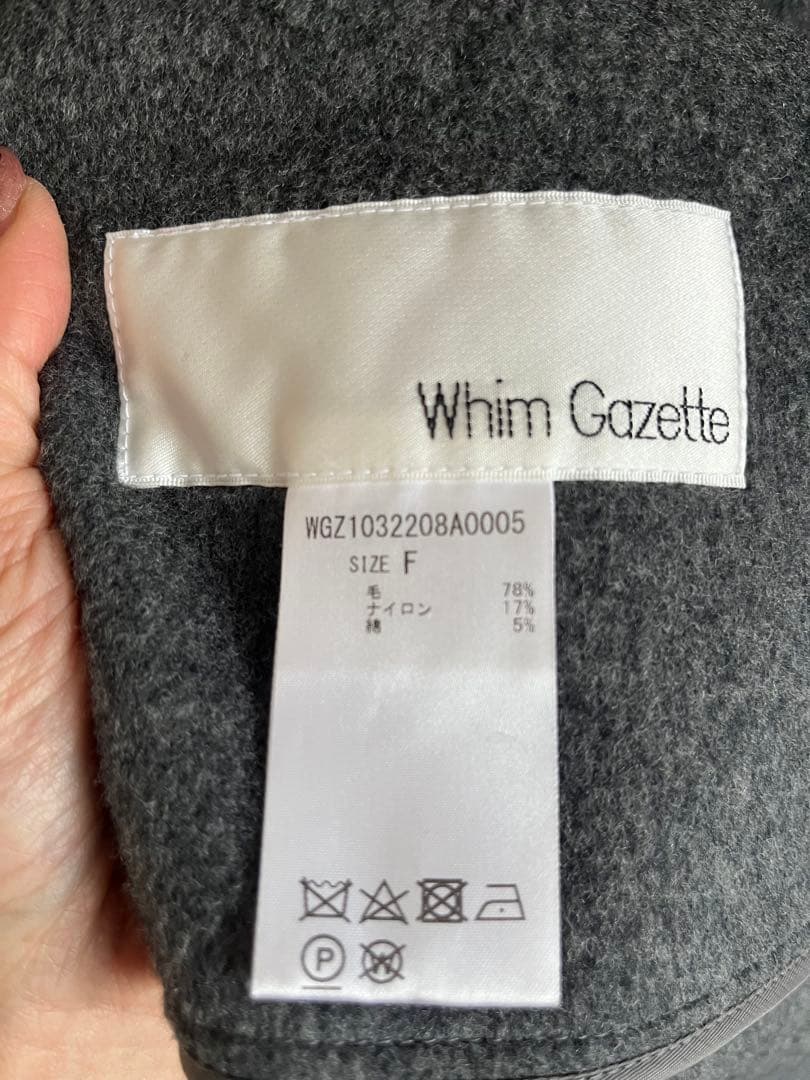 Whim Gazette
WGZ1032208A0005
SIZE F
毛 78%
ナイロン 17%
綿 5%
P
W